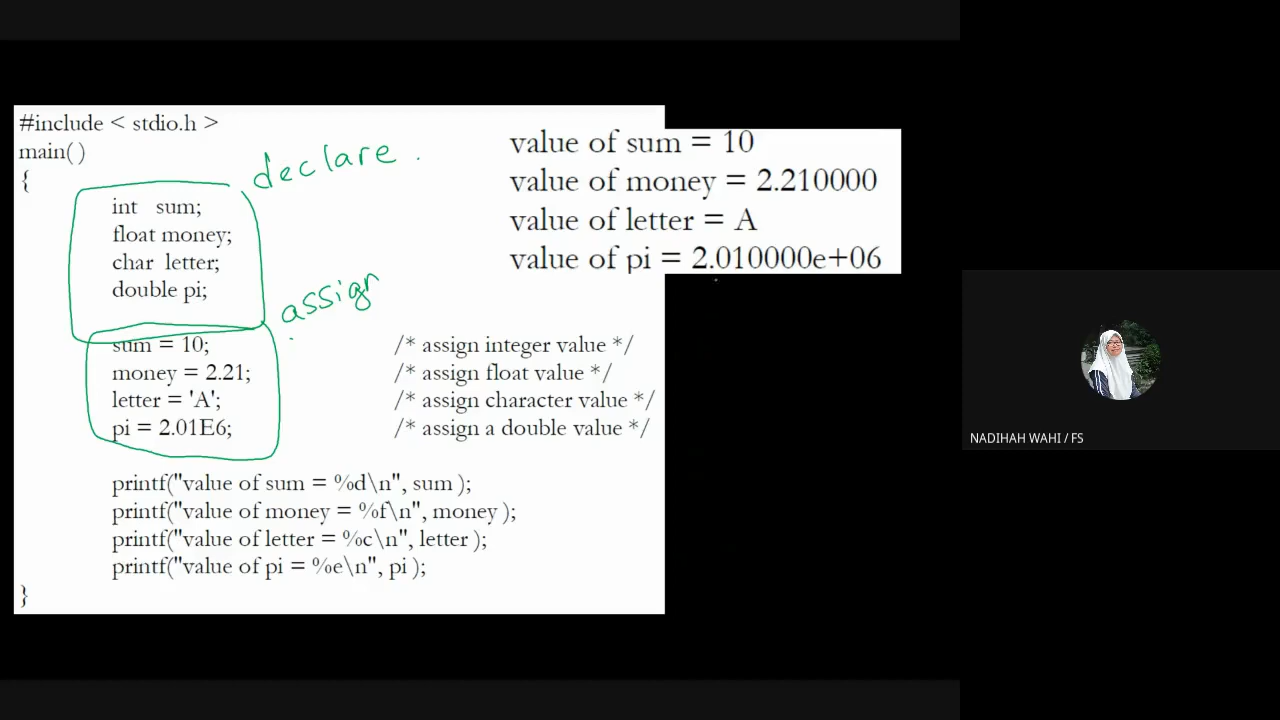 #include < stdio.h >
main( )
{
declare.
int sum;
float money;
char letter;
double pi;
assign
sum = 10; /* assign integer value */
money = 2.21; /* assign float value */
letter = 'A'; /* assign character value */
pi = 2.01E6; /* assign a double value */
printf("value of sum = %d\n", sum );
printf("value of money = %f\n", money );
printf("value of letter = %c\n", letter );
printf("value of pi = %e\n", pi );
}
value of sum = 10
value of money = 2.210000
value of letter = A
value of pi = 2.010000e+06
NADIHAH WAHI / FS